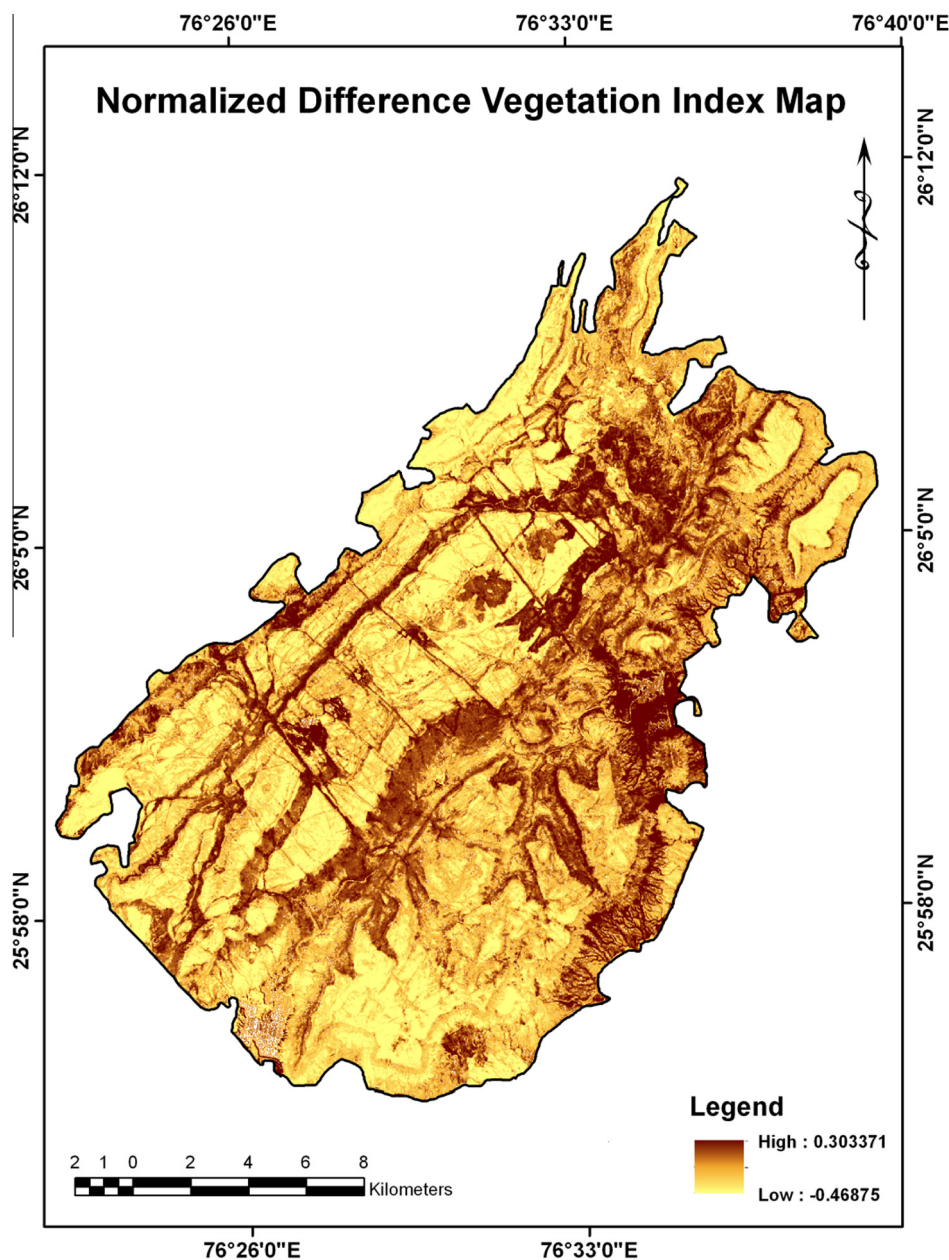 76°26'0"E 76°33'0"E 76°40'0"E
Normalized Difference Vegetation Index Map
26°12'0"N 26°12'0"N
26°5'0"N 26°5'0"N
25°58'0"N 25°58'0"N
Legend
High : 0.303371
Low : -0.46875
2 1 0 2 4 6 8
Kilometers
76°26'0"E 76°33'0"E